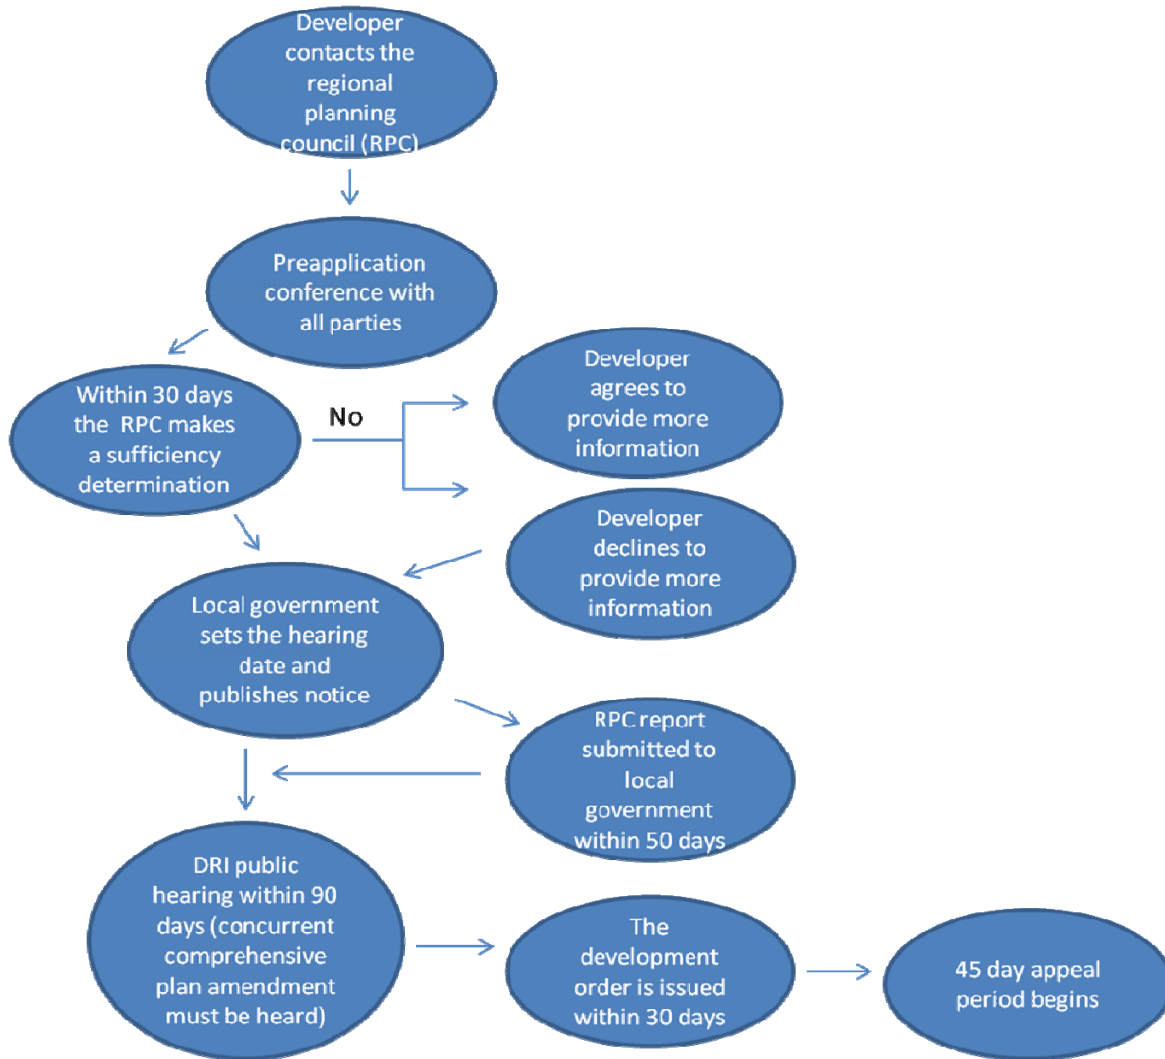 Developer
contacts the
regional
planning
council (RPC)
Preapplication
conference with
all parties
Within 30 days
the RPC makes
a sufficiency
determination
No
Developer
agrees to
provide more
information
Developer
declines to
provide more
information
Local government
sets the hearing
date and
publishes notice
RPC report
submitted to
local
government
within 50 days
DRI public
hearing within 90
days (concurrent
comprehensive
plan amendment
must be heard)
The
development
order is issued
within 30 days
45 day appeal
period begins